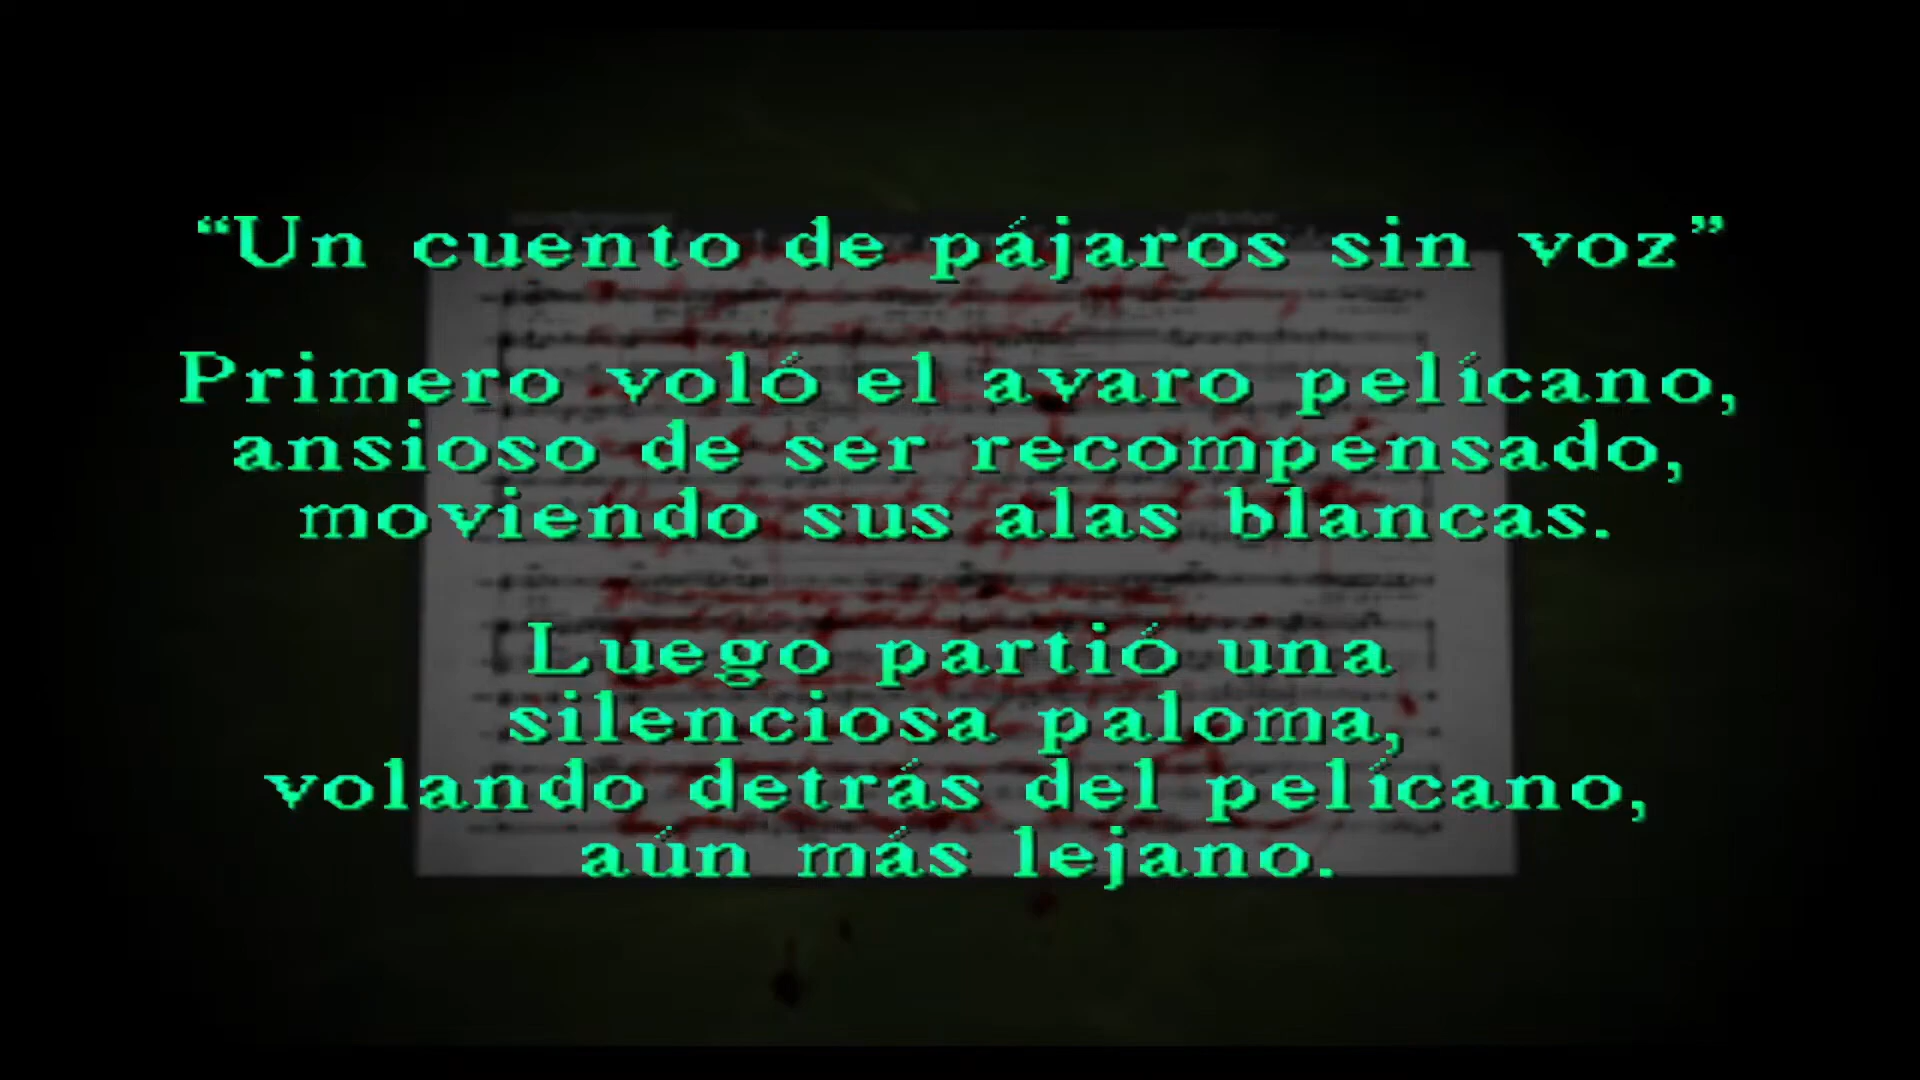 “Un cuento de pájaros sin voz”
Primero voló el avaro pelícano,
ansioso de ser recompensado,
moviendo sus alas blancas.
Luego partió una
silenciosa paloma,
volando detrás del pelícano,
aún más lejano.